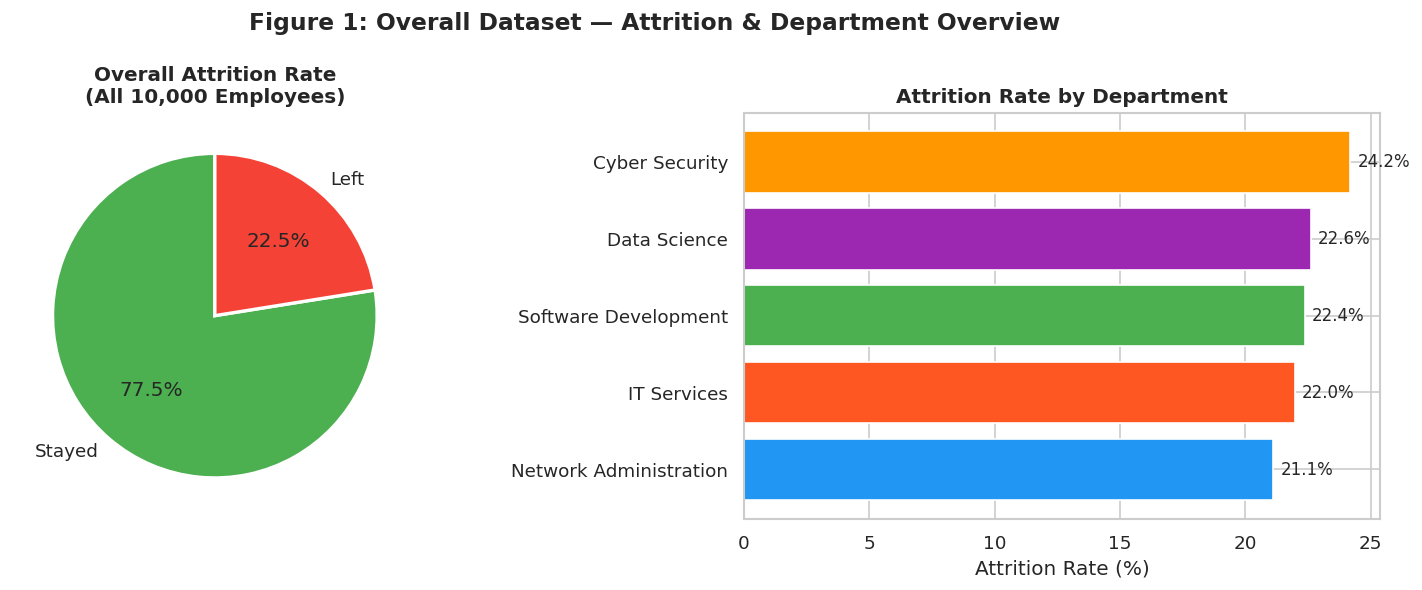 Figure 1: Overall Dataset — Attrition & Department Overview
Overall Attrition Rate
(All 10,000 Employees)
Left
22.5%
77.5%
Stayed
Attrition Rate by Department
Cyber Security
24.2%
Data Science
22.6%
Software Development
22.4%
IT Services
22.0%
Network Administration
21.1%
0 5 10 15 20 25
Attrition Rate (%)